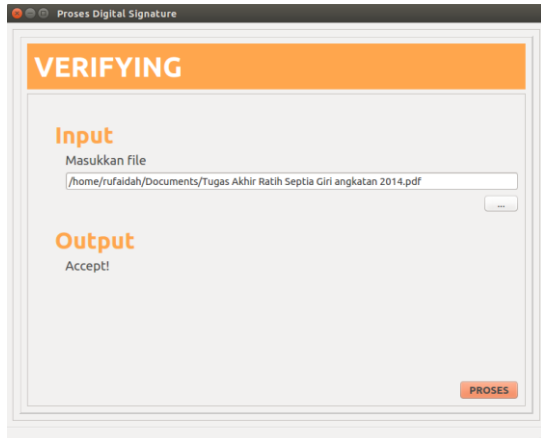 Proses Digital Signature
VERIFYING
Input
Masukkan file
/home/rufaidah/Documents/Tugas Akhir Ratih Septia Giri angkatan 2014.pdf
...
Output
Accept!
PROSES